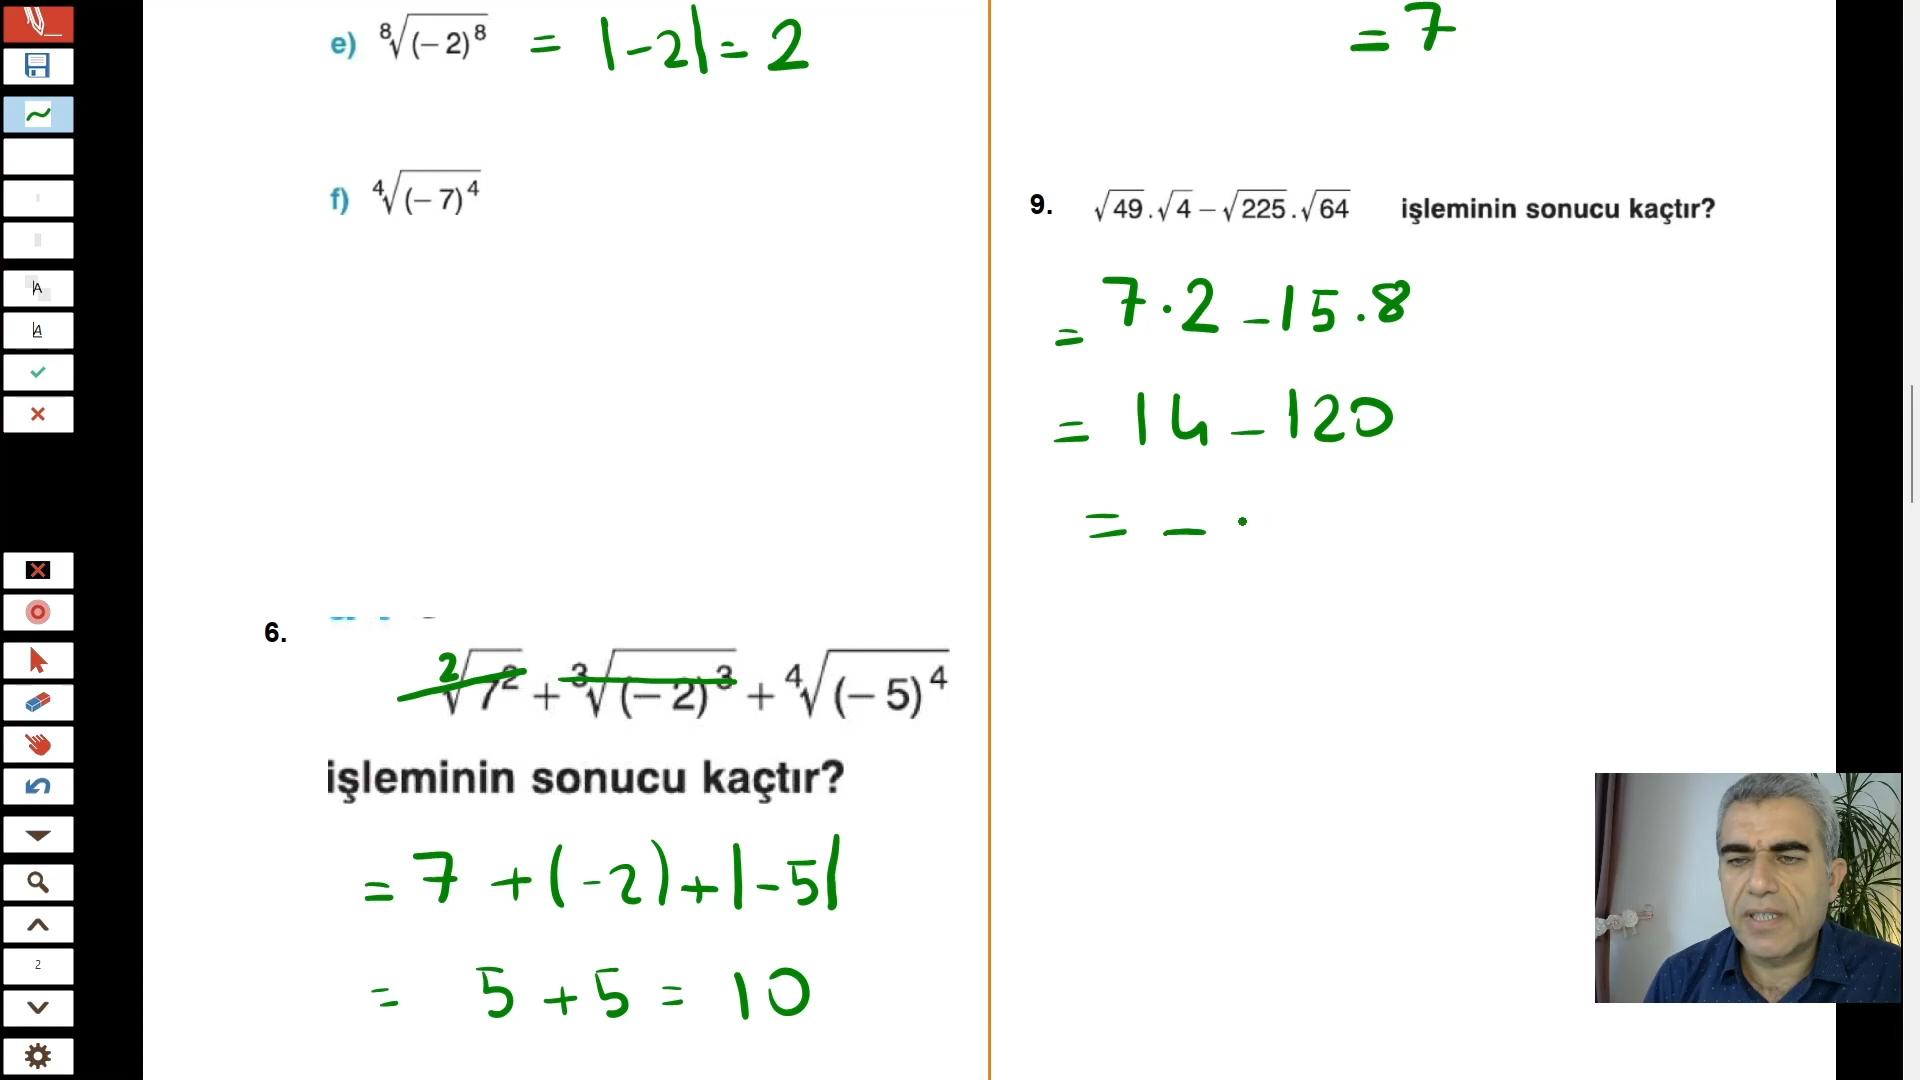 e) ⁸√(– 2)⁸ = |-2| = 2
f) ⁴√(– 7)⁴
6.
²√7² + ³√(– 2)³ + ⁴√(– 5)⁴
işleminin sonucu kaçtır?
= 7 + (-2) + |-5|
= 5 + 5 = 10
= 7
9. √49 . √4 – √225 . √64 işleminin sonucu kaçtır?
= 7 · 2 - 15 . 8
= 14 - 120
= -
A
A
2